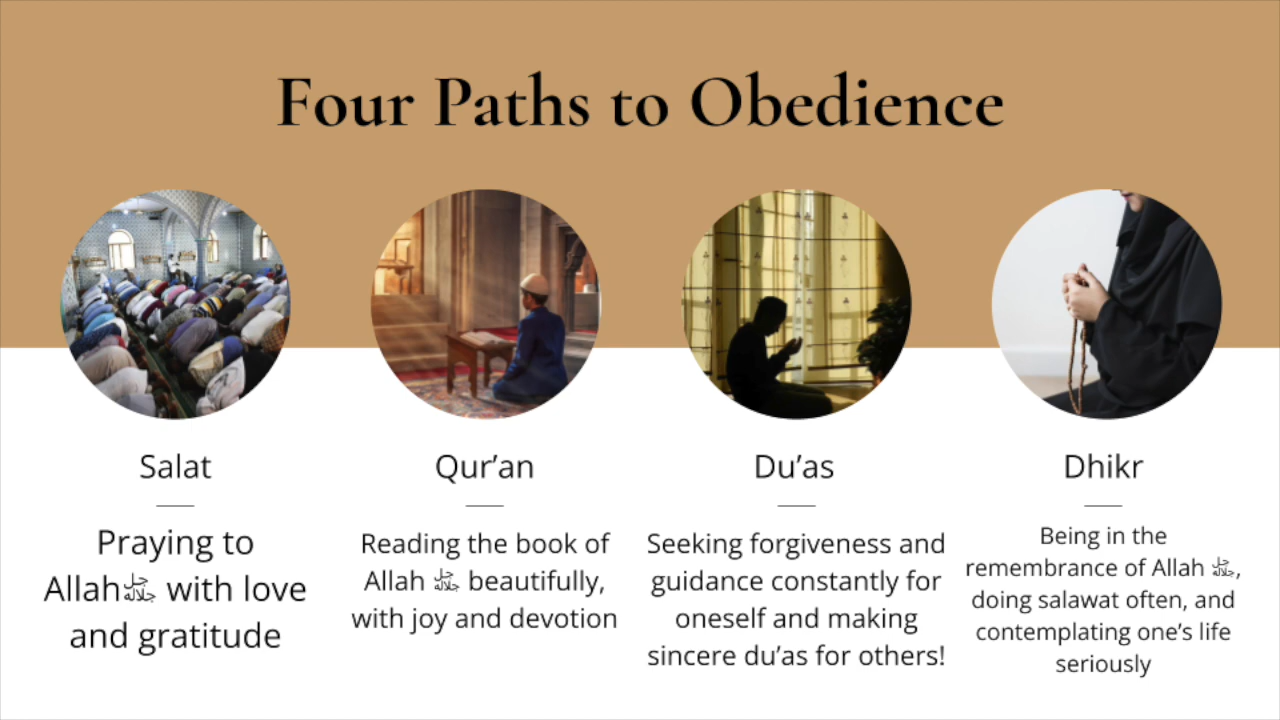 Four Paths to Obedience
Salat
Qur’an
Du’as
Dhikr
Praying to
Allahﷻ with love
and gratitude
Reading the book of
Allah ﷻ beautifully,
with joy and devotion
Seeking forgiveness and
guidance constantly for
oneself and making
sincere du’as for others!
Being in the
remembrance of Allah ﷻ,
doing salawat often, and
contemplating one’s life
seriously